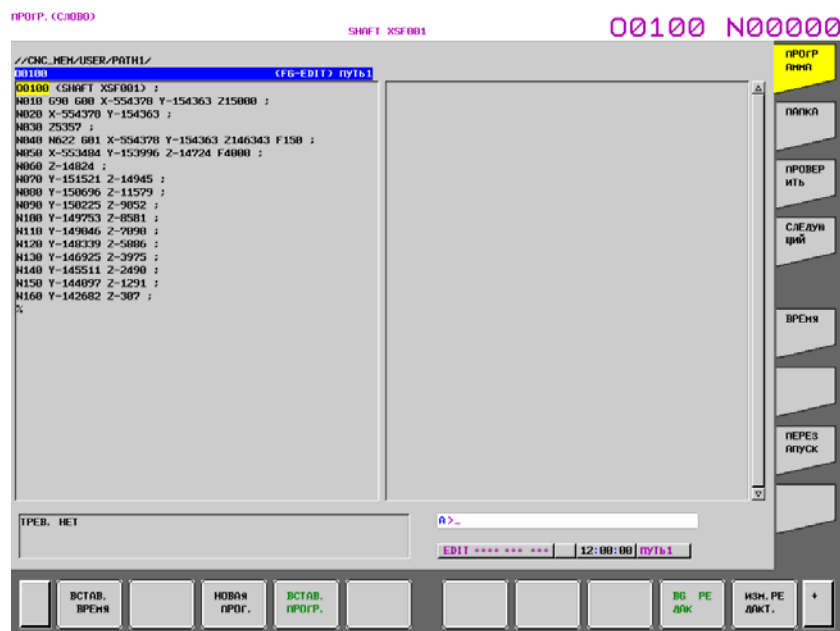 ПРОГР.(СЛОВО)
SHAFT XSF001
O0100 N00000
//CNC_MEM/USER/PATH1/
O0100 (FG-EDIT) ПУТЬ1
O0100 (SHAFT XSF001) ;
N010 G90 G00 X-554378 Y-154363 Z15000 ;
N020 X-554378 Y-154363 ;
N030 Z5357 ;
N040 N622 G01 X-554378 Y-154363 Z146343 F150 ;
N050 X-553484 Y-153996 Z-14724 F4000 ;
N060 Z-14824 ;
N070 Y-151521 Z-14945 ;
N080 Y-150696 Z-11579 ;
N090 Y-150225 Z-9052 ;
N100 Y-149753 Z-8581 ;
N110 Y-149046 Z-7090 ;
N120 Y-148339 Z-5886 ;
N130 Y-146925 Z-3975 ;
N140 Y-145511 Z-2490 ;
N150 Y-144097 Z-1291 ;
N160 Y-142682 Z-307 ;
%
ПРОГР
АММА
ПАПКА
ПРОВЕР
ИТЬ
СЛЕДУЮ
ЩИЙ
ВРЕМЯ
ПЕРЕЗ
АПУСК
ТРЕВ. НЕТ
A>_
EDIT **** *** *** 12:00:00 ПУТЬ1
ВСТАВ.
ВРЕМЯ
НОВАЯ
ПРОГ.
ВСТАВ.
ПРОГР.
BG РЕ
ДАК
ИЗМ.РЕ
ДАКТ.
+